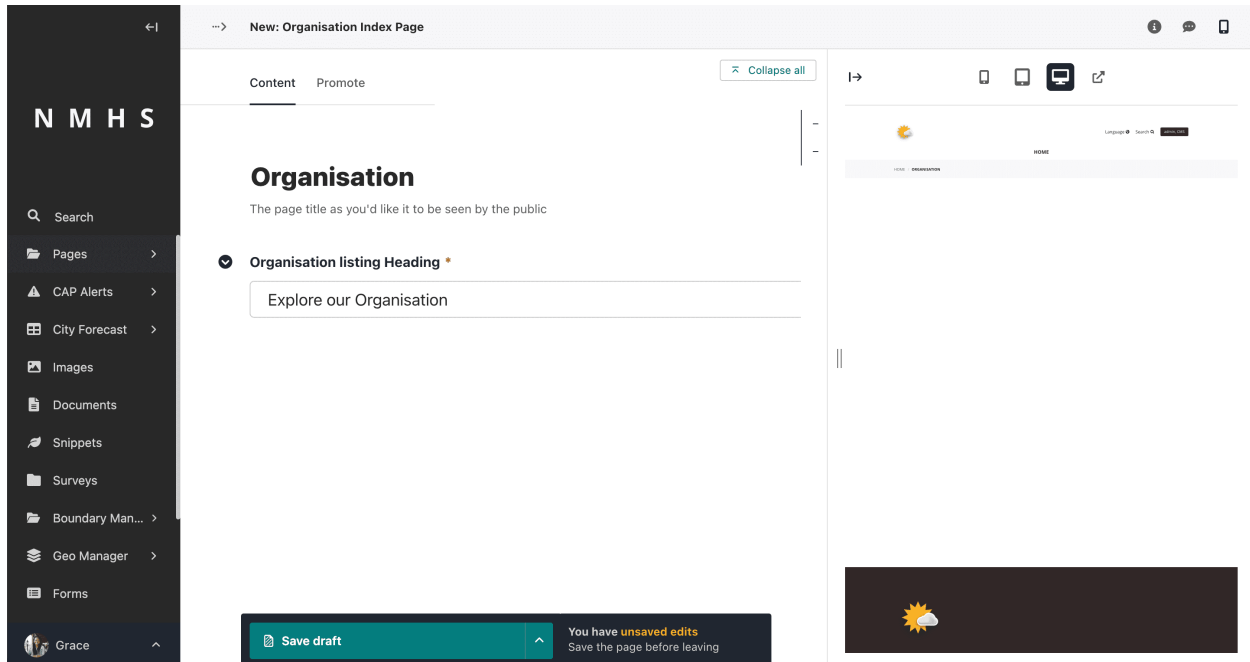 New: Organisation Index Page
N M H S
Search
Pages
CAP Alerts
City Forecast
Images
Documents
Snippets
Surveys
Boundary Man...
Geo Manager
Forms
Grace
Content
Promote
Collapse all
Organisation
The page title as you'd like it to be seen by the public
Organisation listing Heading *
Explore our Organisation
Save draft
You have unsaved edits
Save the page before leaving
Language
Search
HOME
HOME / ORGANISATION